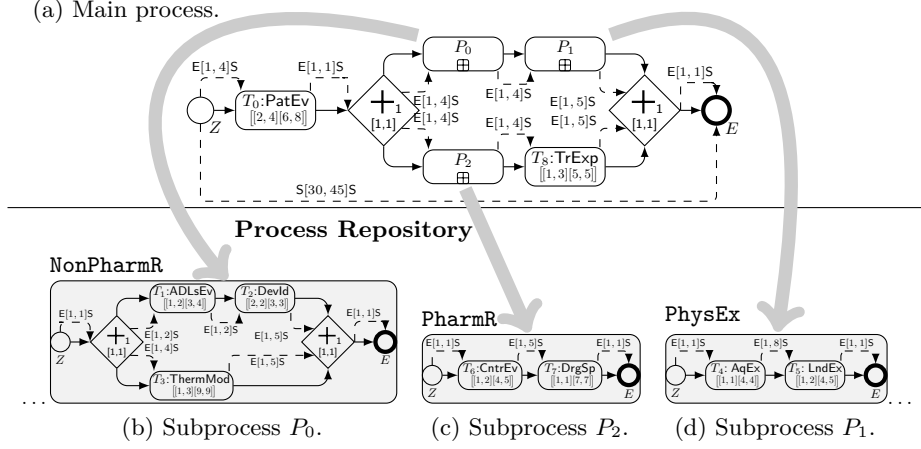 (a) Main process.
E[1, 4]S
E[1, 1]S
T₀:PatEv
[[2, 4][6, 8]]
Z
+₁
[1,1]
P₀
P₁
E[1, 4]S
E[1, 4]S
E[1, 4]S
E[1, 5]S
E[1, 5]S
E[1, 4]S
P₂
T₈:TrExp
[[1, 3][5, 5]]
+₁
[1,1]
E[1, 1]S
E
S[30, 45]S
Process Repository
NonPharmR
E[1, 1]S
Z
+₁
[1,1]
T₁:ADLsEv
[[1, 2][3, 4]]
T₂:DevId
[[2, 2][3, 3]]
E[1, 2]S
E[1, 2]S
E[1, 4]S
E[1, 5]S
E[1, 5]S
T₃:ThermMod
[[1, 3][9, 9]]
+₁
[1,1]
E[1, 1]S
E
PharmR
E[1, 1]S
E[1, 5]S
E[1, 1]S
Z
T₆:CntrEv
[[1, 2][4, 5]]
T₇:DrgSp
[[1, 1][7, 7]]
E
PhysEx
E[1, 1]S
E[1, 8]S
E[1, 1]S
Z
T₄: AqEx
[[1, 1][4, 4]]
T₅: LndEx
[[1, 2][4, 5]]
E
...
...
(b) Subprocess P₀.
(c) Subprocess P₂.
(d) Subprocess P₁.